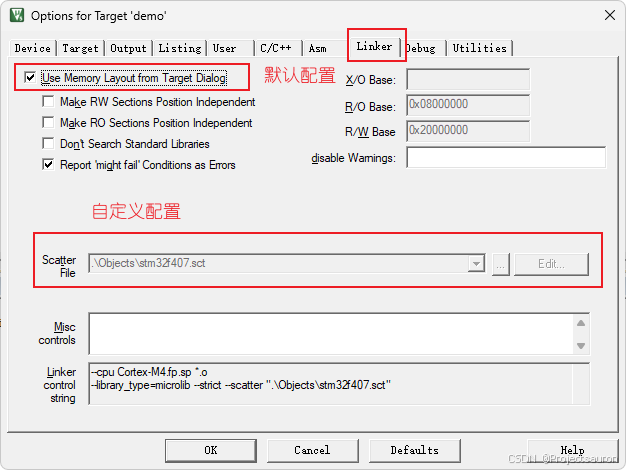 Options for Target 'demo'
Device Target Output Listing User C/C++ Asm Linker Debug Utilities
Use Memory Layout from Target Dialog
默认配置
Make RW Sections Position Independent
Make RO Sections Position Independent
Don't Search Standard Libraries
Report 'might fail' Conditions as Errors
X/O Base:
R/O Base: 0x08000000
R/W Base 0x20000000
disable Warnings:
自定义配置
Scatter
File
.\Objects\stm32f407.sct
...
Edit...
Misc
controls
Linker
control
string
--cpu Cortex-M4.fp.sp *.o
--library_type=microlib --strict --scatter ".\Objects\stm32f407.sct"
OK Cancel Defaults Help
CSDN @Projectsauron